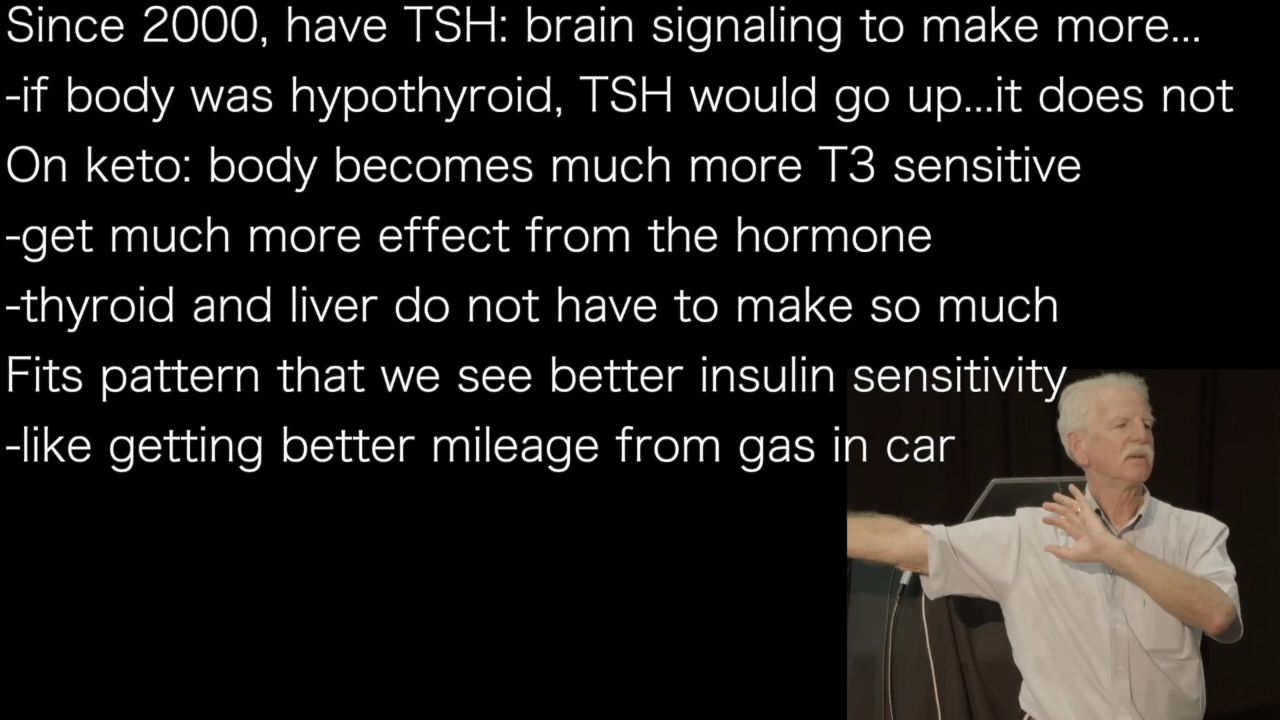 Since 2000, have TSH: brain signaling to make more...
-if body was hypothyroid, TSH would go up...it does not
On keto: body becomes much more T3 sensitive
-get much more effect from the hormone
-thyroid and liver do not have to make so much
Fits pattern that we see better insulin sensitivity
-like getting better mileage from gas in car